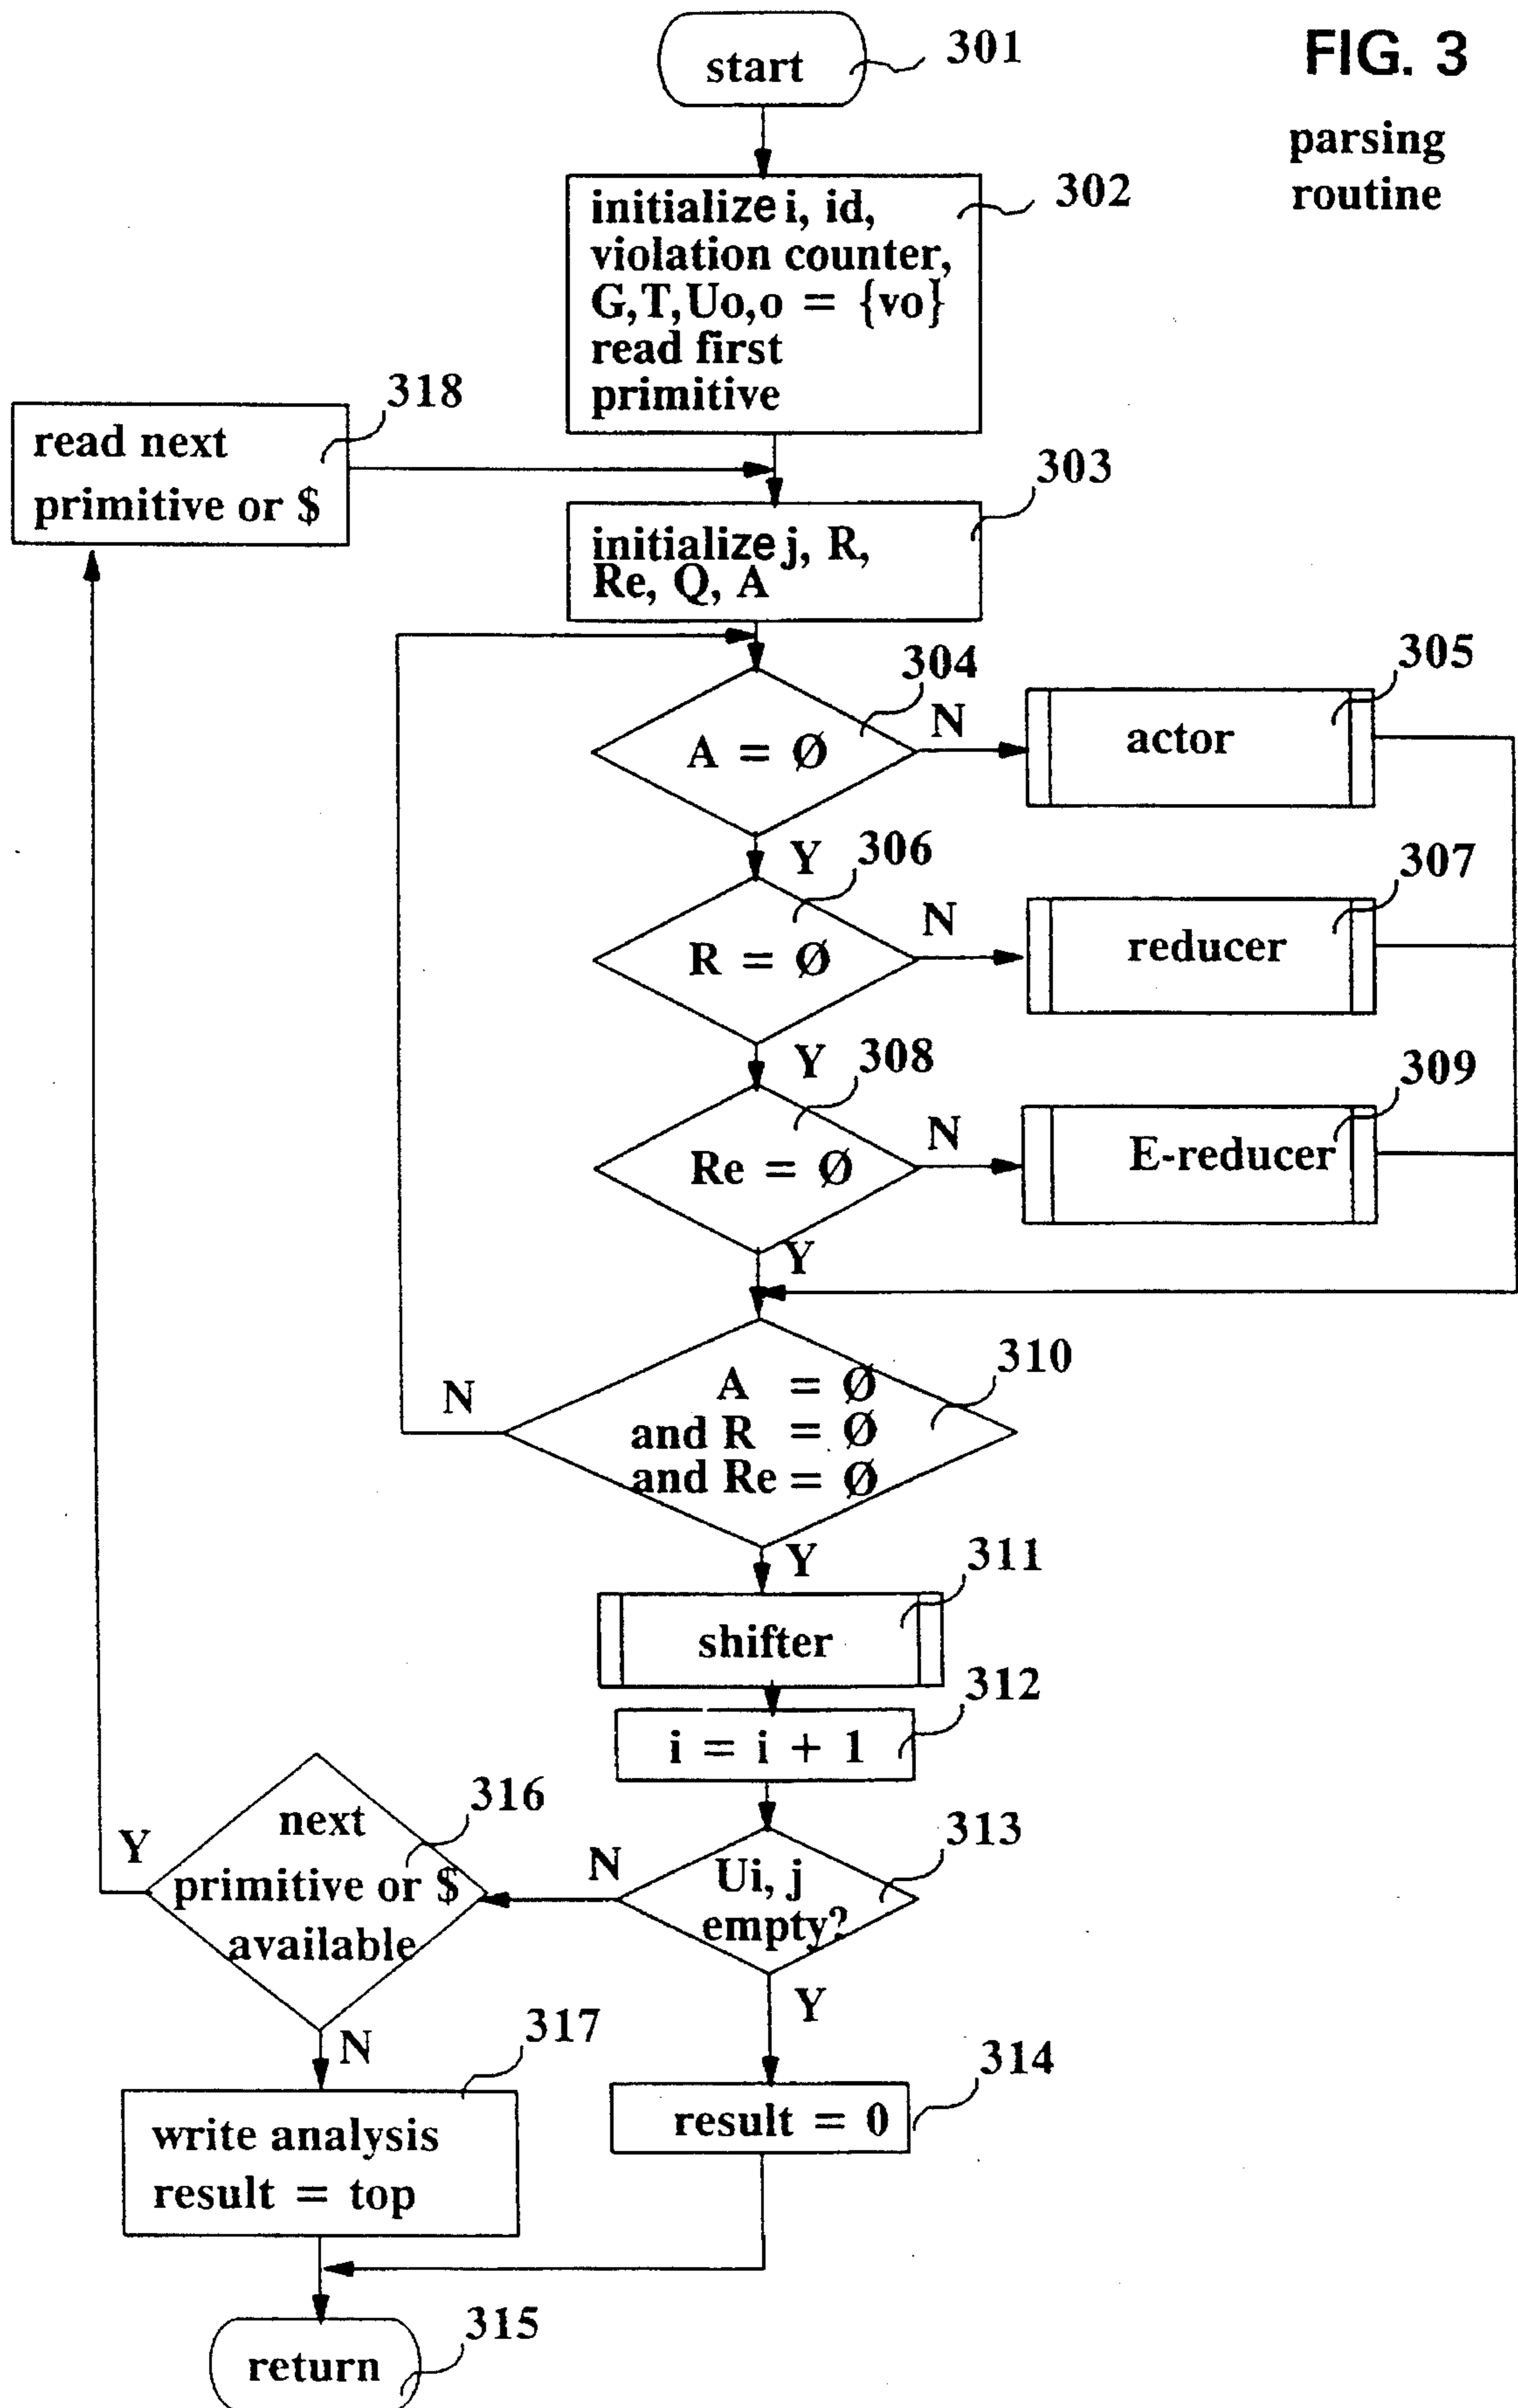 FIG. 3
parsing
routine
start
301
initialize i, id,
violation counter,
G,T,Uo,o = {vo}
read first
primitive
302
read next
primitive or $
318
initialize j, R,
Re, Q, A
303
A = Ø
304
N
actor
305
Y
R = Ø
306
N
reducer
307
Y
Re = Ø
308
N
E-reducer
309
Y
A = Ø
and R = Ø
and Re = Ø
310
N
Y
shifter
311
i = i + 1
312
Ui, j
empty?
313
N
next
primitive or $
available
316
Y
N
Y
write analysis
result = top
317
result = 0
314
return
315